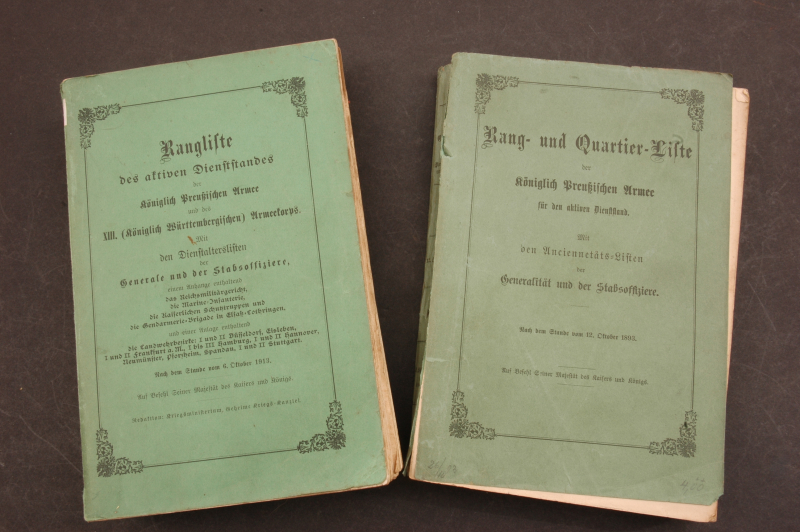 Rangliste
des aktiven Dienststandes
der
Königlich Preußischen Armee
und des
XIII. (Königlich Württembergischen) Armeekorps.
Mit
den Dienstalterslisten
der
Generale und der Stabsoffiziere,
einem Anhange enthaltend
das Reichsmilitärgericht,
die Marine-Infanterie,
die Kaiserlichen Schutztruppen und
die Gendarmerie-Brigade in Elsaß-Lothringen,
und einer Anlage enthaltend
die Landwehrbezirke: I und II Düsseldorf, Eisleben,
I und II Frankfurt a. M., I bis III Hamburg, I und II Hannover,
Neumünster, Pforzheim, Spandau, I und II Stuttgart.
Nach dem Stande vom 6. Oktober 1913.
Auf Befehl Seiner Majestät des Kaisers und Königs.
Redaktion: Kriegsministerium, Geheime Kriegs-Kanzlei.
Rang- und Quartier-Liste
der
Königlich Preußischen Armee
für den aktiven Dienststand.
Mit
den Anciennetäts-Listen
der
Generalität und der Stabsoffiziere.
Nach dem Stande vom 12. Oktober
Auf Befehl Seiner Majestät des Kaisers und Königs.